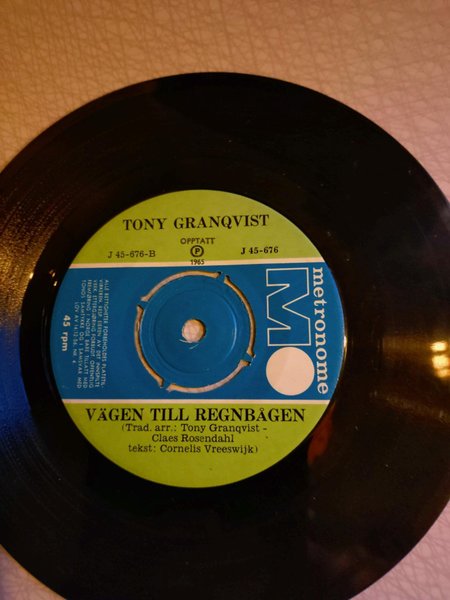 TONY GRANQVIST
OPPTATT
J 45-676-B
P
J 45-676
1965
metronome
45 rpm
VÄGEN TILL REGNBÅGEN
(Trad. arr.: Tony Granqvist -
Claes Rosendahl
tekst: Cornelis Vreeswijk)